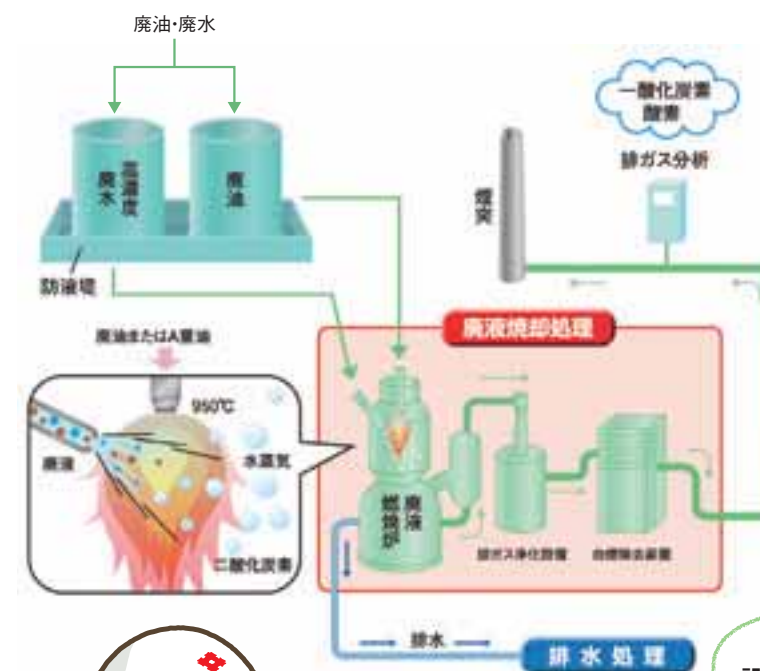 廃油・廃水
一酸化炭素
酸素
排ガス分析
高濃度
廃水
廃油
煙突
防液堤
廃液焼却処理
廃油またはA重油
950℃
廃液
水蒸気
二酸化炭素
廃液
燃焼炉
排ガス浄化設備
白煙除去装置
排水
排水処理